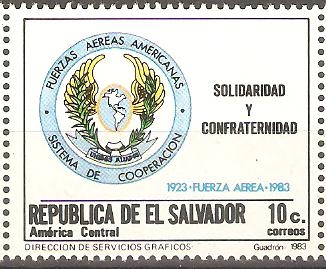 FUERZAS AEREAS AMERICANAS
SISTEMA DE COOPERACION
SOLIDARIDAD
Y
CONFRATERNIDAD
1923·FUERZA AEREA·1983
REPUBLICA DE EL SALVADOR 10 c.
América Central correos
DIRECCION DE SERVICIOS GRAFICOS Guadrón·1983